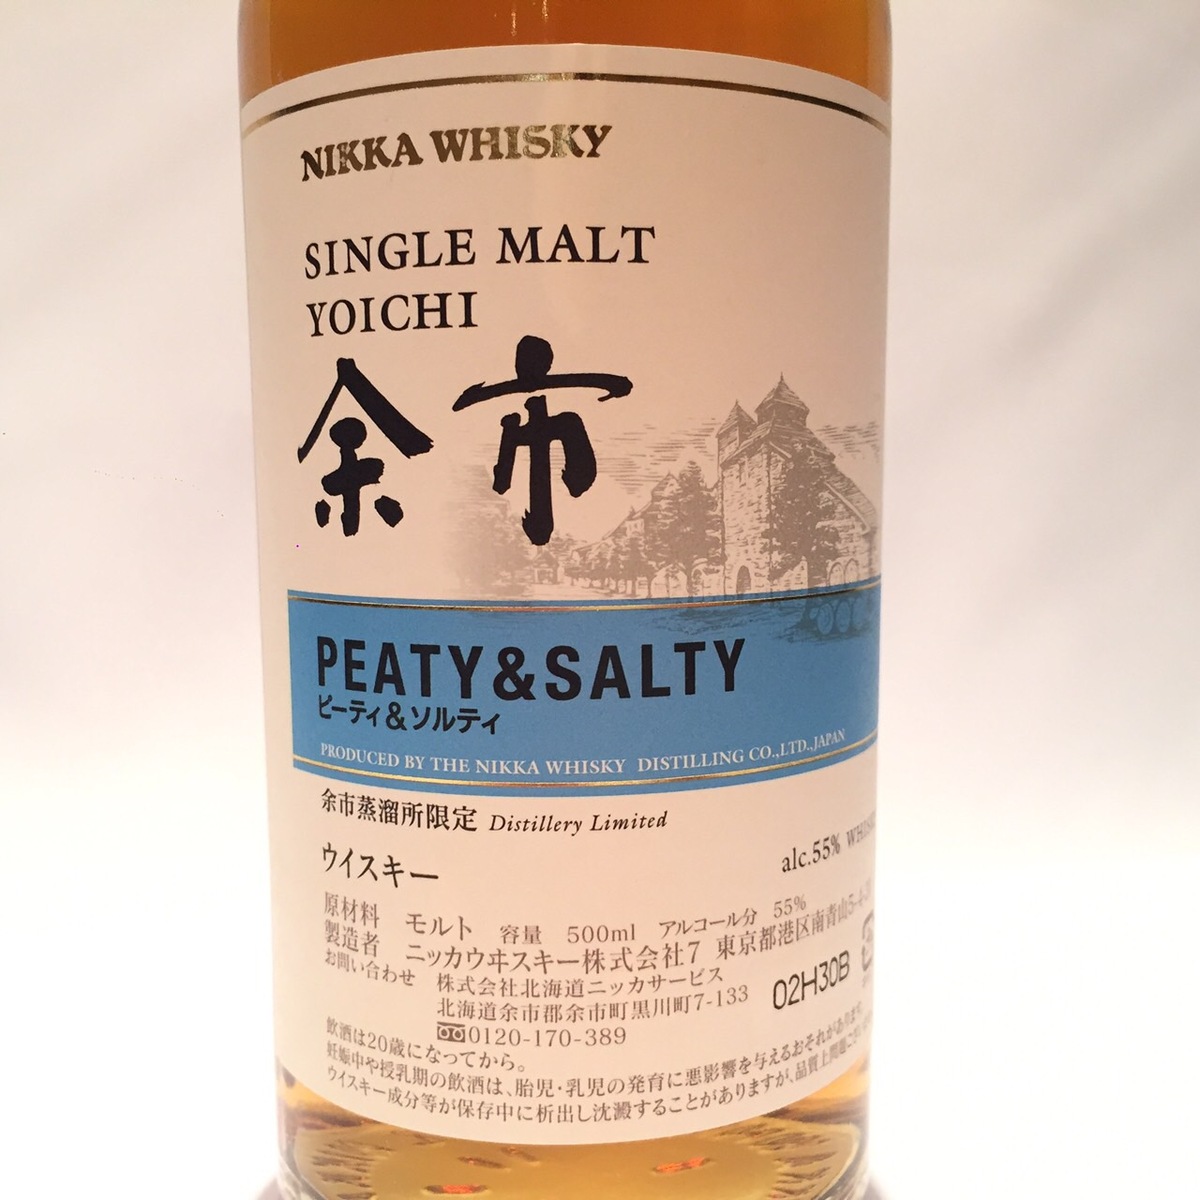 NIKKA WHISKY
SINGLE MALT
YOICHI
余市
PEATY&SALTY
ピーティ&ソルティ
PRODUCED BY THE NIKKA WHISKY DISTILLING CO.,LTD.,JAPAN
余市蒸溜所限定 Distillery Limited
ウイスキー
alc.55%
原材料 モルト 容量 500ml アルコール分 55%
製造者 ニッカウヰスキー株式会社7 東京都港区南青山5-4-
お問い合わせ 株式会社北海道ニッカサービス
北海道余市郡余市町黒川町7-133
0120-170-389
02H30B
飲酒は20歳になってから。
妊娠中や授乳期の飲酒は、胎児・乳児の発育に悪影響を与えるおそれがあります。
ウイスキー成分等が保存中に析出し沈澱することがありますが、品質上問題ござい